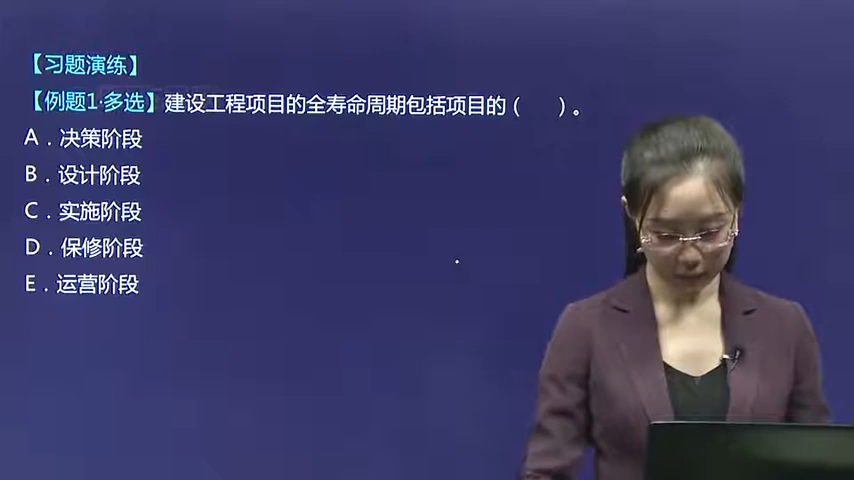 【习题演练】
【例题1·多选】建设工程项目的全寿命周期包括项目的（　　）。
A．决策阶段
B．设计阶段
C．实施阶段
D．保修阶段
E．运营阶段